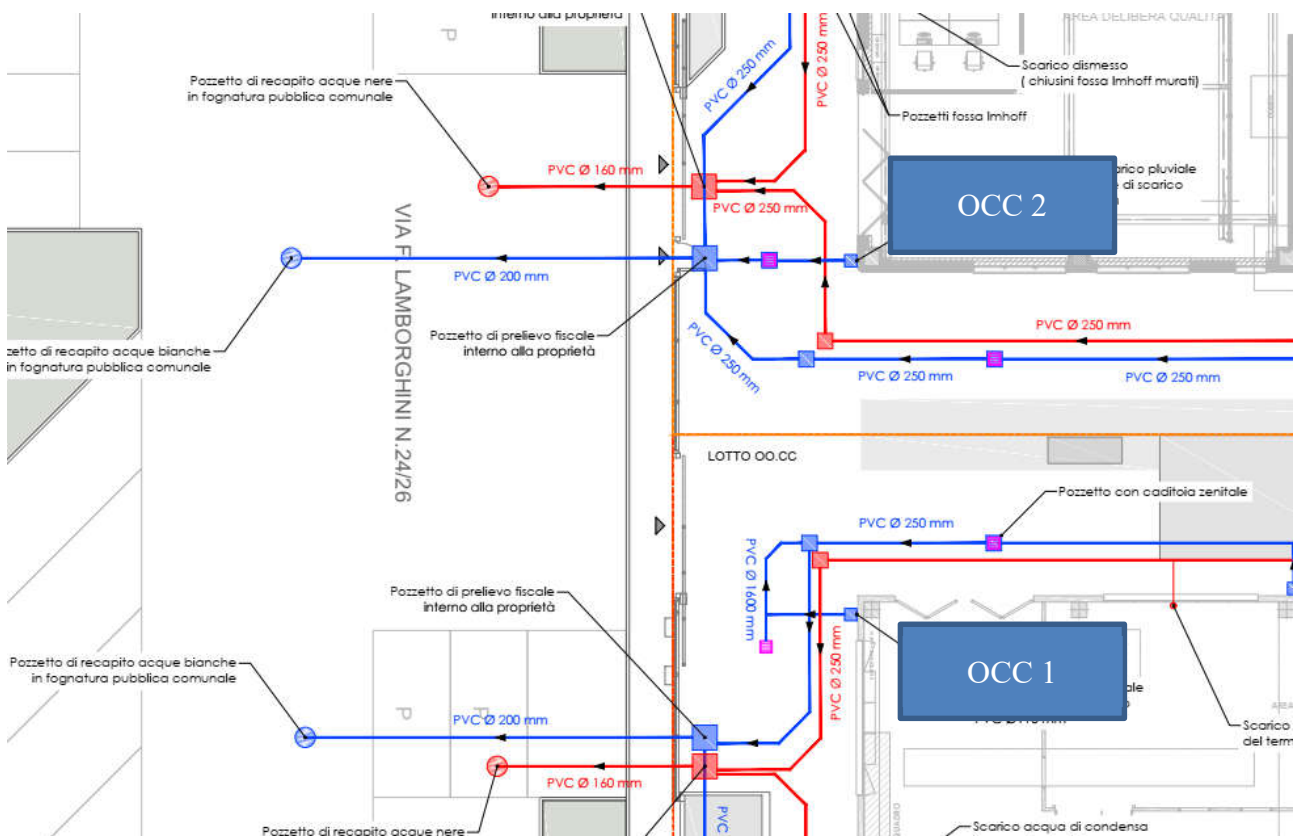 interno alla proprietà
AREA DELIBERA QUALITA'
P
Pozzetto di recapito acque nere
in fognatura pubblica comunale
PVC Ø 250 mm
PVC Ø 250 mm
Scarico dismesso
( chiusini fossa Imhoff murati)
Pozzetti fossa Imhoff
PVC Ø 160 mm
PVC Ø 250 mm
OCC 2
arico pluviale
e di scarico
VIA F. LAMBORGHINI N.24/26
PVC Ø 200 mm
Pozzetto di prelievo fiscale
interno alla proprietà
zetto di recapito acque bianche
in fognatura pubblica comunale
PVC Ø 250 mm
PVC Ø 250 mm
PVC Ø 250 mm
PVC Ø 250 mm
LOTTO OO.CC
Pozzetto con caditoia zenitale
PVC Ø 250 mm
PVC Ø 1600 mm
Pozzetto di prelievo fiscale
interno alla proprietà
PVC Ø 250 mm
OCC 1
ale
Pozzetto di recapito acque bianche
in fognatura pubblica comunale
P
P
PVC Ø 200 mm
Scarico
del term
PVC Ø 160 mm
PVC
QUADRO
Pozzetto di recapito acque nere
Scarico acqua di condensa